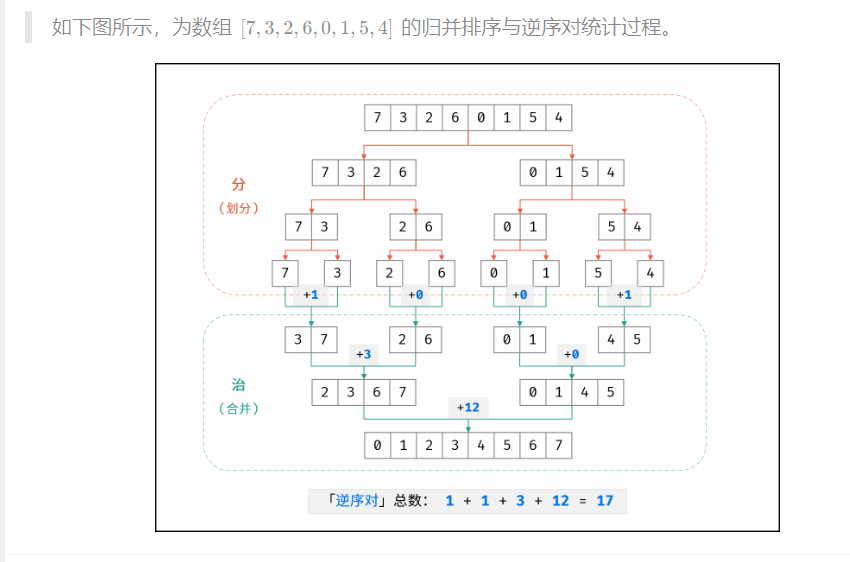 如下图所示，为数组 [7,3,2,6,0,1,5,4] 的归并排序与逆序对统计过程。
7 3 2 6 0 1 5 4
7 3 2 6 0 1 5 4
分
（划分）
7 3 2 6 0 1 5 4
7 3 2 6 0 1 5 4
+1 +0 +0 +1
3 7 2 6 0 1 4 5
+3 +0
治
（合并）
2 3 6 7 0 1 4 5
+12
0 1 2 3 4 5 6 7
「逆序对」总数： 1 + 1 + 3 + 12 = 17